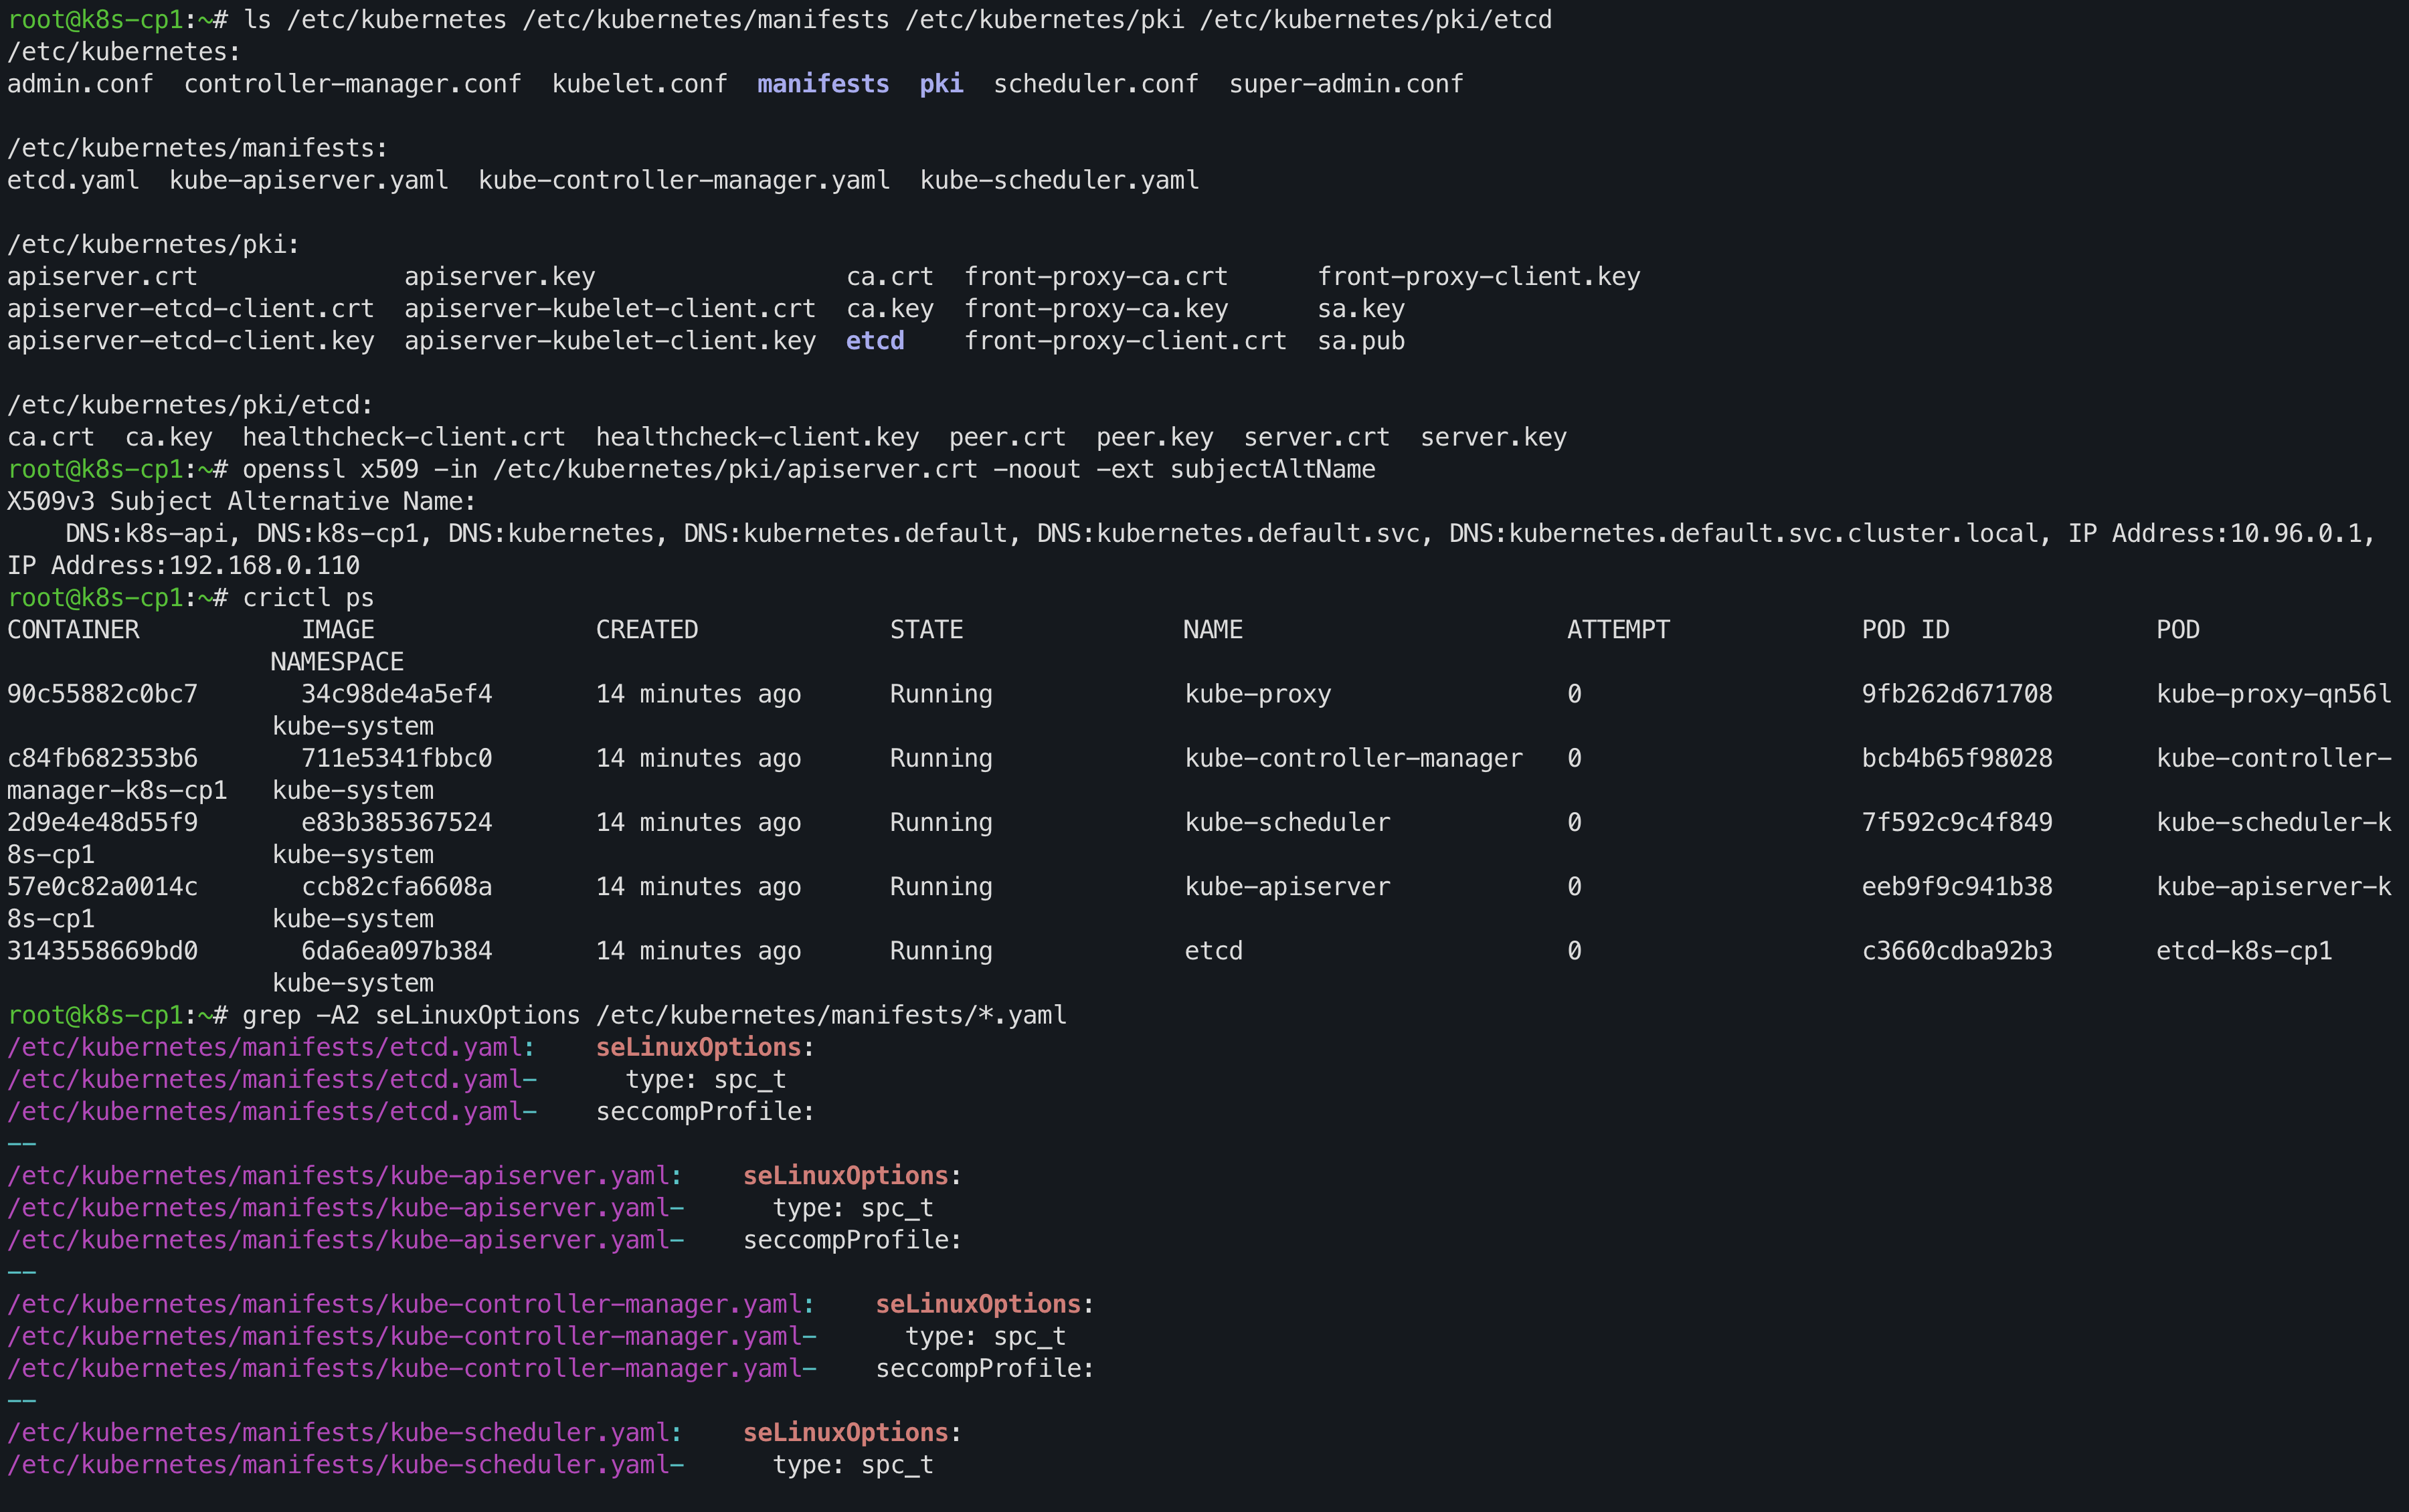 root@k8s-cp1:~# ls /etc/kubernetes /etc/kubernetes/manifests /etc/kubernetes/pki /etc/kubernetes/pki/etcd
/etc/kubernetes:
admin.conf  controller-manager.conf  kubelet.conf  manifests  pki  scheduler.conf  super-admin.conf

/etc/kubernetes/manifests:
etcd.yaml  kube-apiserver.yaml  kube-controller-manager.yaml  kube-scheduler.yaml

/etc/kubernetes/pki:
apiserver.crt              apiserver.key                 ca.crt  front-proxy-ca.crt      front-proxy-client.key
apiserver-etcd-client.crt  apiserver-kubelet-client.crt  ca.key  front-proxy-ca.key      sa.key
apiserver-etcd-client.key  apiserver-kubelet-client.key  etcd    front-proxy-client.crt  sa.pub

/etc/kubernetes/pki/etcd:
ca.crt  ca.key  healthcheck-client.crt  healthcheck-client.key  peer.crt  peer.key  server.crt  server.key
root@k8s-cp1:~# openssl x509 -in /etc/kubernetes/pki/apiserver.crt -noout -ext subjectAltName
X509v3 Subject Alternative Name:
    DNS:k8s-api, DNS:k8s-cp1, DNS:kubernetes, DNS:kubernetes.default, DNS:kubernetes.default.svc, DNS:kubernetes.default.svc.cluster.local, IP Address:10.96.0.1,
IP Address:192.168.0.110
root@k8s-cp1:~# crictl ps
CONTAINER           IMAGE               CREATED             STATE               NAME                      ATTEMPT             POD ID              POD
                  NAMESPACE
90c55882c0bc7       34c98de4a5ef4       14 minutes ago      Running             kube-proxy                0                   9fb262d671708       kube-proxy-qn56l
                  kube-system
c84fb682353b6       711e5341fbbc0       14 minutes ago      Running             kube-controller-manager   0                   bcb4b65f98028       kube-controller-
manager-k8s-cp1   kube-system
2d9e4e48d55f9       e83b385367524       14 minutes ago      Running             kube-scheduler            0                   7f592c9c4f849       kube-scheduler-k
8s-cp1            kube-system
57e0c82a0014c       ccb82cfa6608a       14 minutes ago      Running             kube-apiserver            0                   eeb9f9c941b38       kube-apiserver-k
8s-cp1            kube-system
3143558669bd0       6da6ea097b384       14 minutes ago      Running             etcd                      0                   c3660cdba92b3       etcd-k8s-cp1
                  kube-system
root@k8s-cp1:~# grep -A2 seLinuxOptions /etc/kubernetes/manifests/*.yaml
/etc/kubernetes/manifests/etcd.yaml:    seLinuxOptions:
/etc/kubernetes/manifests/etcd.yaml-      type: spc_t
/etc/kubernetes/manifests/etcd.yaml-    seccompProfile:
--
/etc/kubernetes/manifests/kube-apiserver.yaml:    seLinuxOptions:
/etc/kubernetes/manifests/kube-apiserver.yaml-      type: spc_t
/etc/kubernetes/manifests/kube-apiserver.yaml-    seccompProfile:
--
/etc/kubernetes/manifests/kube-controller-manager.yaml:    seLinuxOptions:
/etc/kubernetes/manifests/kube-controller-manager.yaml-      type: spc_t
/etc/kubernetes/manifests/kube-controller-manager.yaml-    seccompProfile:
--
/etc/kubernetes/manifests/kube-scheduler.yaml:    seLinuxOptions:
/etc/kubernetes/manifests/kube-scheduler.yaml-      type: spc_t